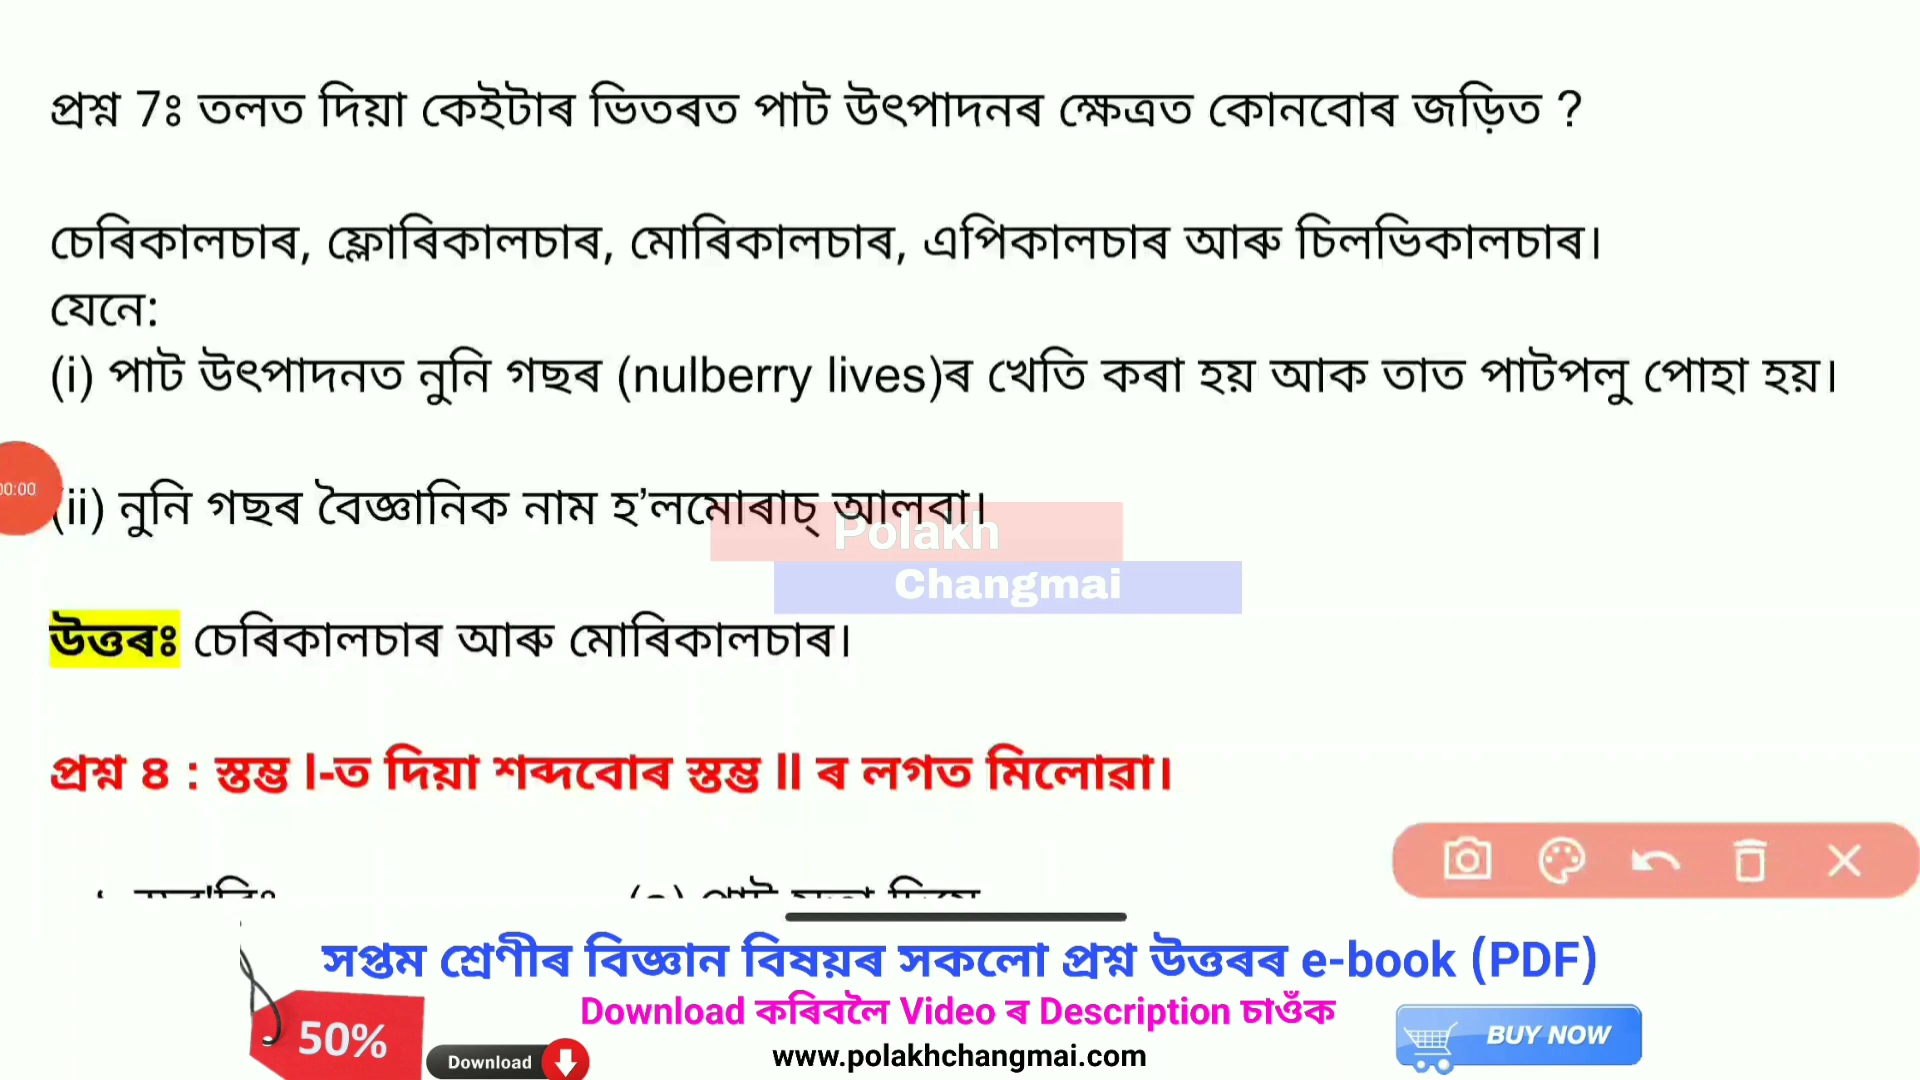 প্ৰশ্ন 7ঃ তলত দিয়া কেইটাৰ ভিতৰত পাট উৎপাদনৰ ক্ষেত্ৰত কোনবোৰ জড়িত ?
চেৰিকালচাৰ, ফ্লোৰিকালচাৰ, মোৰিকালচাৰ, এপিকালচাৰ আৰু চিলভিকালচাৰ।
যেনে:
(i) পাট উৎপাদনত নুনি গছৰ (nulberry lives)ৰ খেতি কৰা হয় আক তাত পাটপলু পোহা হয়।
00:00
(ii) নুনি গছৰ বৈজ্ঞানিক নাম হ’লমোৰাচ্ আলবা।
Polakh
Changmai
উত্তৰঃ চেৰিকালচাৰ আৰু মোৰিকালচাৰ।
প্ৰশ্ন ৪ : স্তম্ভ I-ত দিয়া শব্দবোৰ স্তম্ভ II ৰ লগত মিলোৱা।
সপ্তম শ্ৰেণীৰ বিজ্ঞান বিষয়ৰ সকলো প্ৰশ্ন উত্তৰৰ e-book (PDF)
Download কৰিবলৈ Video ৰ Description চাওঁক
50%
Download
www.polakhchangmai.com
BUY NOW